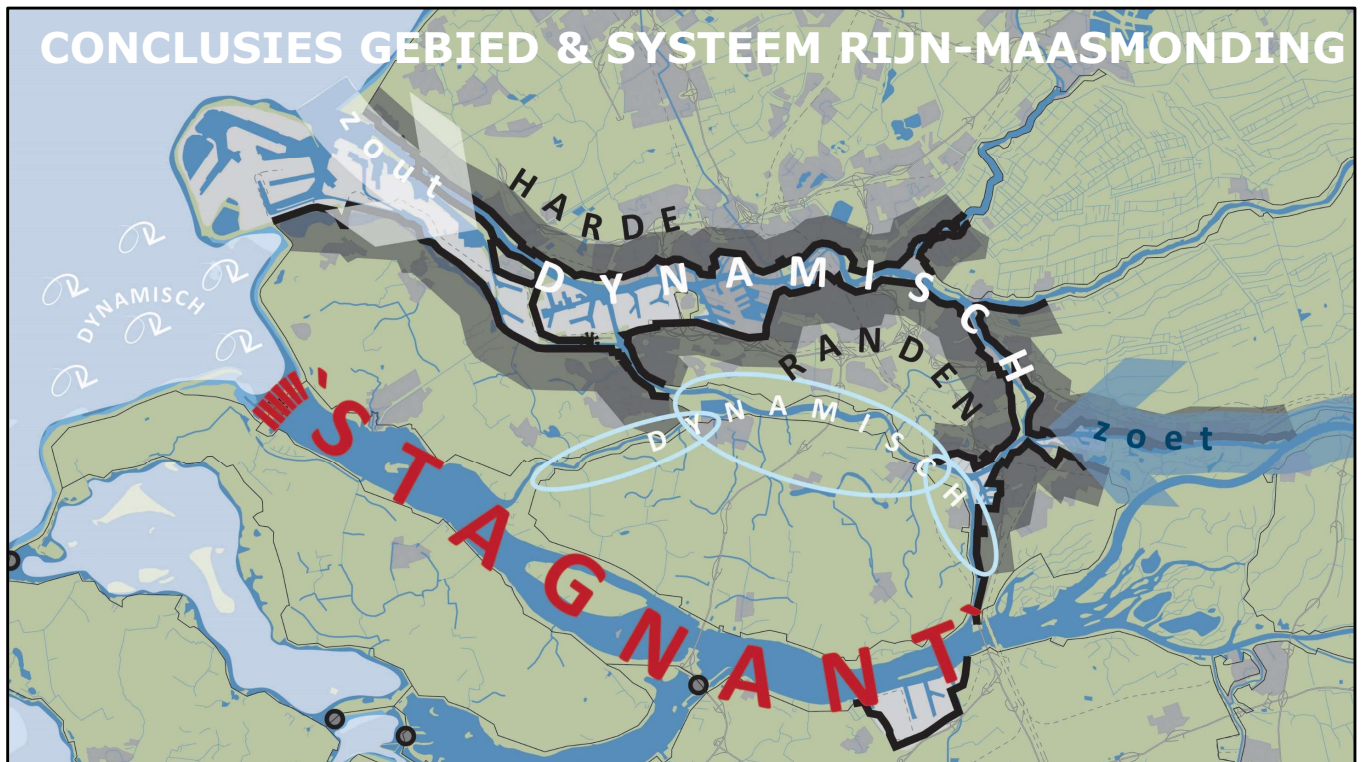 CONCLUSIES GEBIED & SYSTEEM RIJN-MAASMONDING
zout
HARDE
DYNAMISCH
DYNAMISCH
RANDEN
DYNAMISCH
zoet
`STAGNANT`